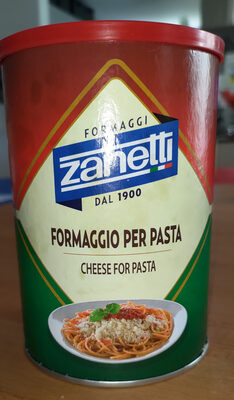 FORMAGGI
zanetti
DAL 1900
FORMAGGIO PER PASTA
CHEESE FOR PASTA